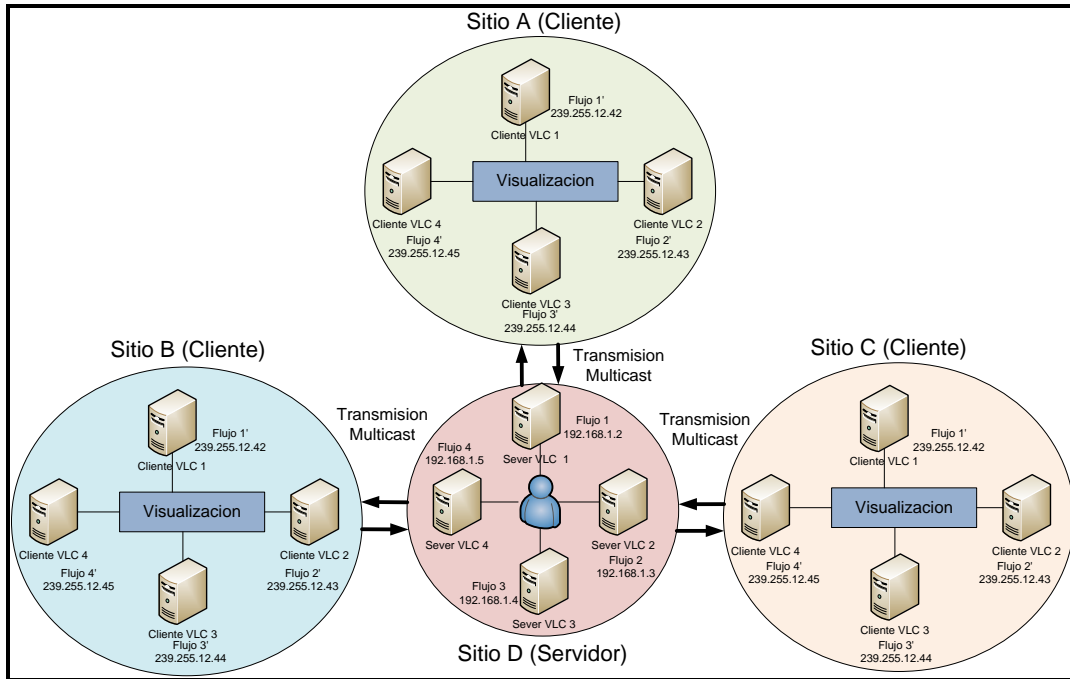 Sitio A (Cliente)
Flujo 1'
239.255.12.42
Cliente VLC 1
Visualizacion
Cliente VLC 4
Flujo 4'
239.255.12.45
Cliente VLC 2
Flujo 2'
239.255.12.43
Cliente VLC 3
Flujo 3'
239.255.12.44
Sitio B (Cliente)
Flujo 1'
239.255.12.42
Cliente VLC 1
Visualizacion
Cliente VLC 4
Flujo 4'
239.255.12.45
Cliente VLC 2
Flujo 2'
239.255.12.43
Cliente VLC 3
Flujo 3'
239.255.12.44
Transmision
Multicast
Transmision
Multicast
Transmision
Multicast
Flujo 1
192.168.1.2
Sever VLC 1
Flujo 4
192.168.1.5
Sever VLC 4
Sever VLC 2
Flujo 2
192.168.1.3
Flujo 3
192.168.1.4
Sever VLC 3
Sitio D (Servidor)
Sitio C (Cliente)
Flujo 1'
239.255.12.42
Cliente VLC 1
Visualizacion
Cliente VLC 4
Flujo 4'
239.255.12.45
Cliente VLC 2
Flujo 2'
239.255.12.43
Cliente VLC 3
Flujo 3'
239.255.12.44